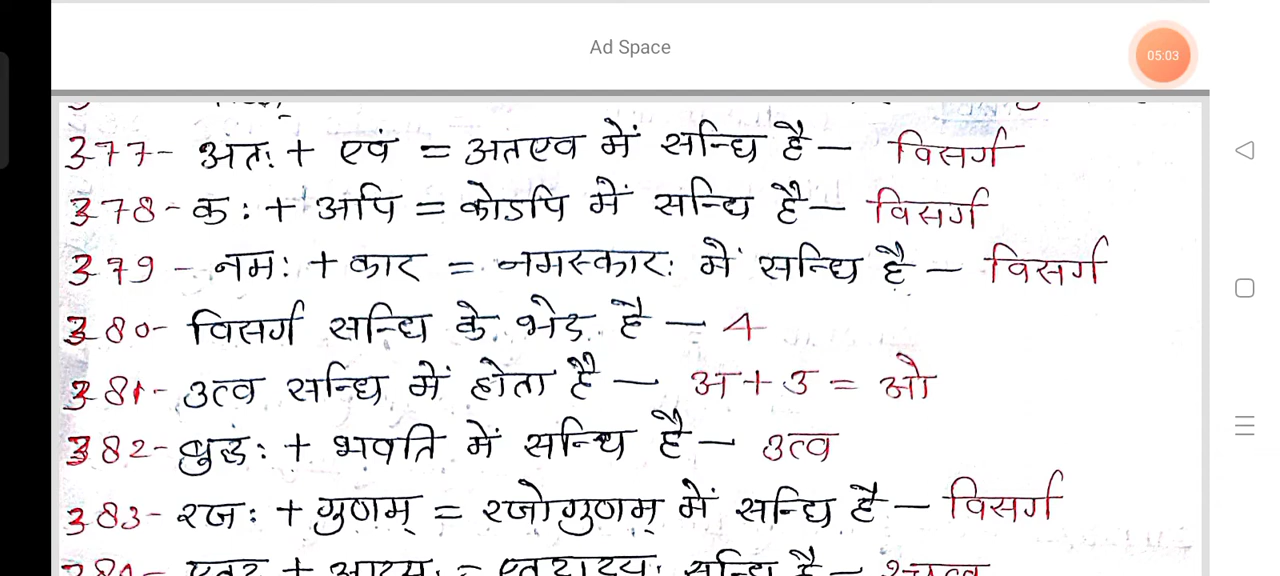 Ad Space
05:03
377- अंतः + एवं = अतएव में सन्धि है - विसर्ग
378- कः + अपि = कोऽपि में सन्धि है - विसर्ग
379 - नमः + कार = नमस्कारः में सन्धि है - विसर्ग
380- विसर्ग सन्धि के भेद है - 4
381- उत्व सन्धि में होता है - अ + उ = ओ
382- + भवति में सन्धि है - उत्व
383- रजः + गुणम् = रजोगुणम् में सन्धि है - विसर्ग
सन्धि है -